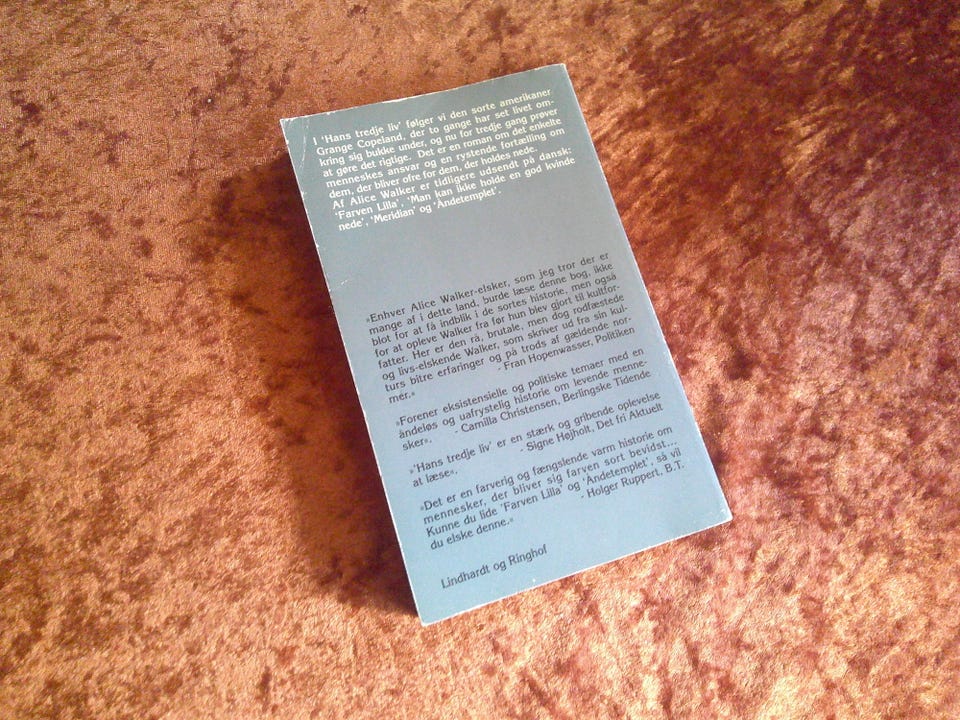 I 'Hans tredje liv' følger vi den sorte amerikaner
Grange Copeland, der to gange har set livet om-
kring sig bukke under, og nu for tredje gang prøver
at gøre det rigtige. Det er en roman om det enkelte
menneskes ansvar og en rystende fortælling om
dem, der bliver ofre for dem, der holdes nede.
Af Alice Walker er tidligere udsendt på dansk:
'Farven Lilla', 'Man kan ikke holde en god kvinde
nede', 'Meridian' og 'Åndetemplet'.
»Enhver Alice Walker-elsker, som jeg tror der er
mange af i dette land, burde læse denne bog, ikke
blot for at få indblik i de sortes historie, men også
for at opleve Walker fra før hun blev gjort til kultfor-
fatter. Her er den rå, brutale, men dog rodfæstede
og livs-elskende Walker, som skriver ud fra sin kul-
turs bitre erfaringer og på trods af gældende nor-
mer.« - Fran Hopenwasser, Politiken
»Forener eksistensielle og politiske temaer med en
åndeløs og uafrystelig historie om levende menne-
sker«. - Camilla Christensen, Berlingske Tidende
»'Hans tredje liv' er en stærk og gribende oplevelse
at læse«. - Signe Højholt, Det fri Aktuelt
»Det er en farverig og fængslende varm historie om
mennesker, der bliver sig farven sort bevidst...
Kunne du lide 'Farven Lilla' og 'Åndetemplet', så vil
du elske denne.« - Holger Ruppert, B.T.
Lindhardt og Ringhof